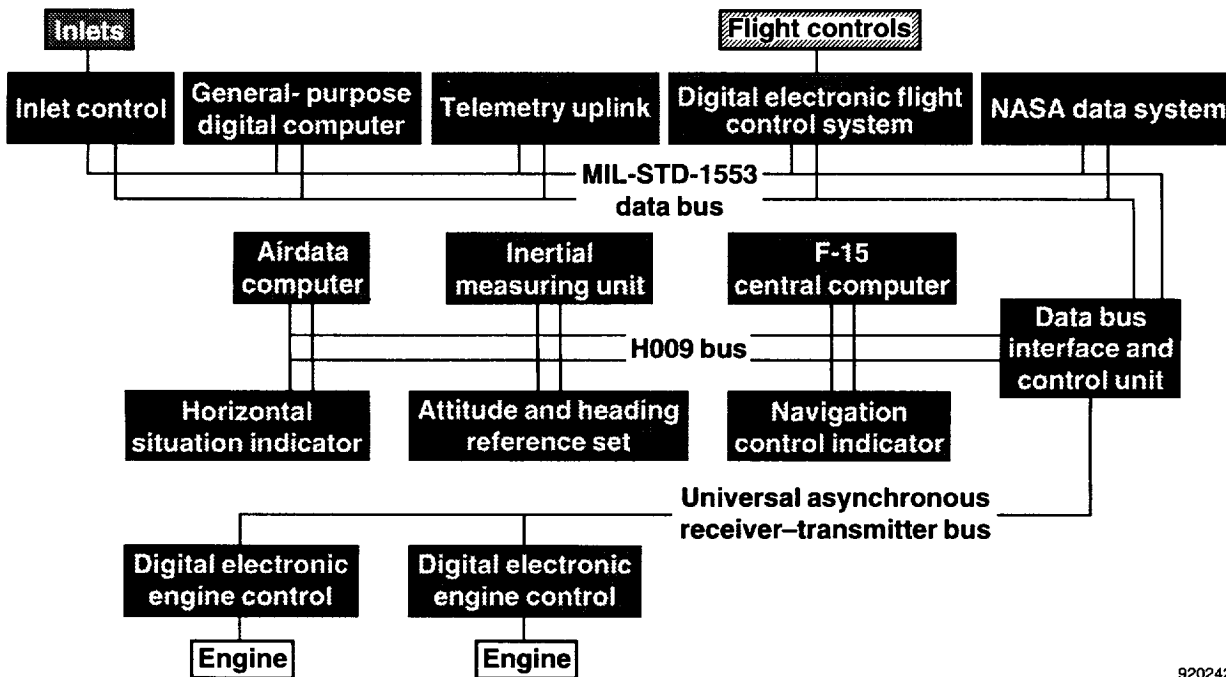 Inlets
Flight controls
Inlet control
General- purpose
digital computer
Telemetry uplink
Digital electronic flight
control system
NASA data system
MIL-STD-1553
data bus
Airdata
computer
Inertial
measuring unit
F-15
central computer
Data bus
interface and
control unit
H009 bus
Horizontal
situation indicator
Attitude and heading
reference set
Navigation
control indicator
Universal asynchronous
receiver–transmitter bus
Digital electronic
engine control
Digital electronic
engine control
Engine
Engine